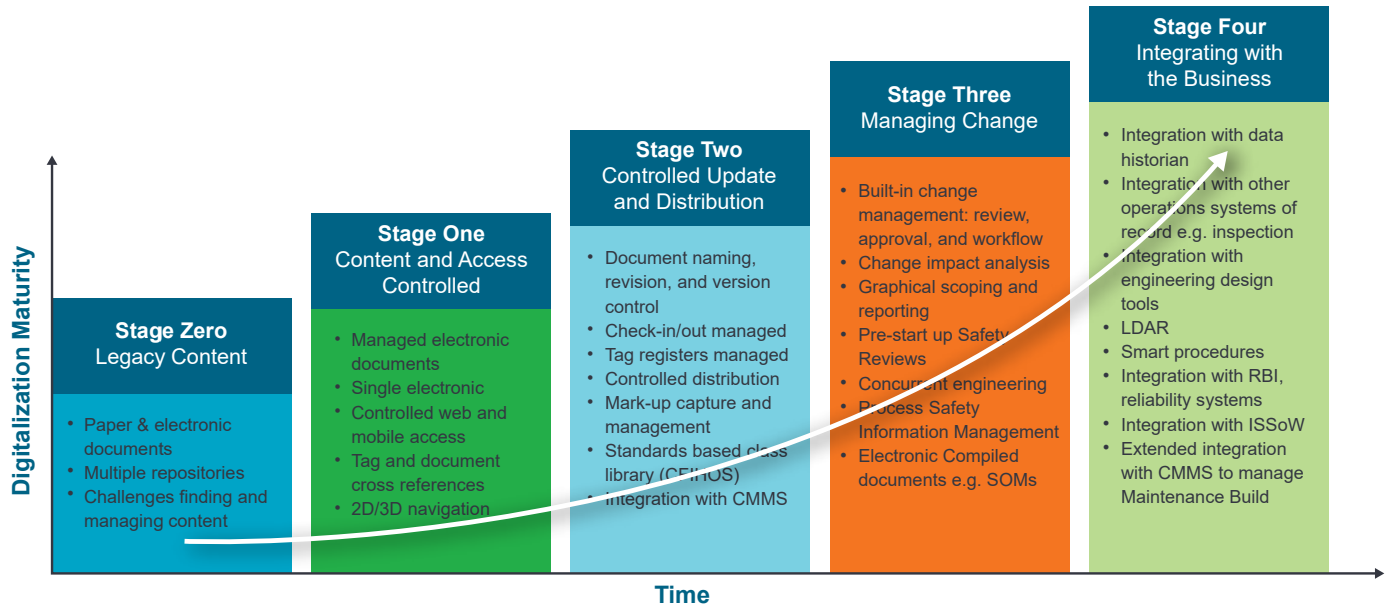 Digitalization Maturity
Stage Zero
Legacy Content
• Paper & electronic
documents
• Multiple repositories
• Challenges finding and
managing content
Stage One
Content and Access
Controlled
• Managed electronic
documents
• Single electronic
• Controlled web and
mobile access
• Tag and document
cross references
• 2D/3D navigation
Stage Two
Controlled Update
and Distribution
• Document naming,
revision, and version
control
• Check-in/out managed
• Tag registers managed
• Controlled distribution
• Mark-up capture and
management
• Standards based class
library (CFIHOS)
• Integration with CMMS
Stage Three
Managing Change
• Built-in change
management: review,
approval, and workflow
• Change impact analysis
• Graphical scoping and
reporting
• Pre-start up Safety
Reviews
• Concurrent engineering
• Process Safety
Information Management
• Electronic Compiled
documents e.g. SOMs
Stage Four
Integrating with
the Business
• Integration with data
historian
• Integration with other
operations systems of
record e.g. inspection
• Integration with
engineering design
tools
• LDAR
• Smart procedures
• Integration with RBI,
reliability systems
• Integration with ISSoW
• Extended integration
with CMMS to manage
Maintenance Build
Time